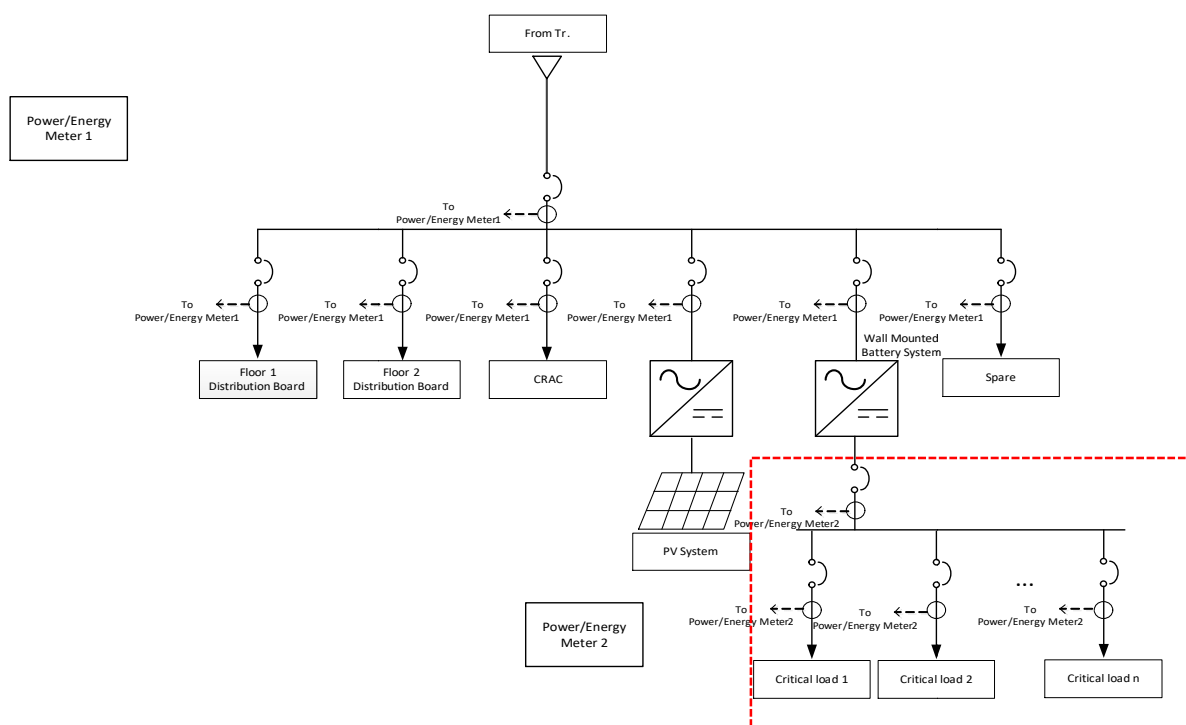 From Tr.
Power/Energy
Meter 1
To
Power/Energy Meter1
To
Power/Energy Meter1
To
Power/Energy Meter1
To
Power/Energy Meter1
To
Power/Energy Meter1
To
Power/Energy Meter1
To
Power/Energy Meter1
Wall Mounted
Battery System
Floor 1
Distribution Board
Floor 2
Distribution Board
CRAC
Spare
To
Power/Energy Meter2
PV System
...
To
Power/Energy Meter2
To
Power/Energy Meter2
To
Power/Energy Meter2
Power/Energy
Meter 2
Critical load 1
Critical load 2
Critical load n